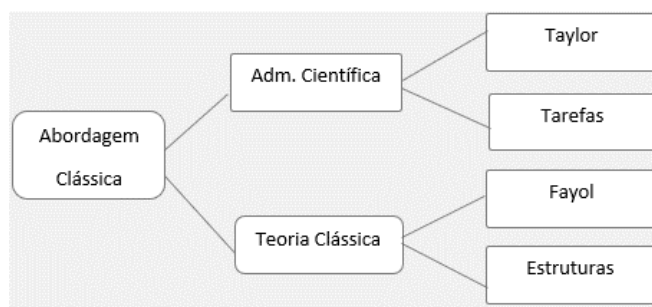 Abordagem
Clássica
Adm. Científica
Teoria Clássica
Taylor
Tarefas
Fayol
Estruturas